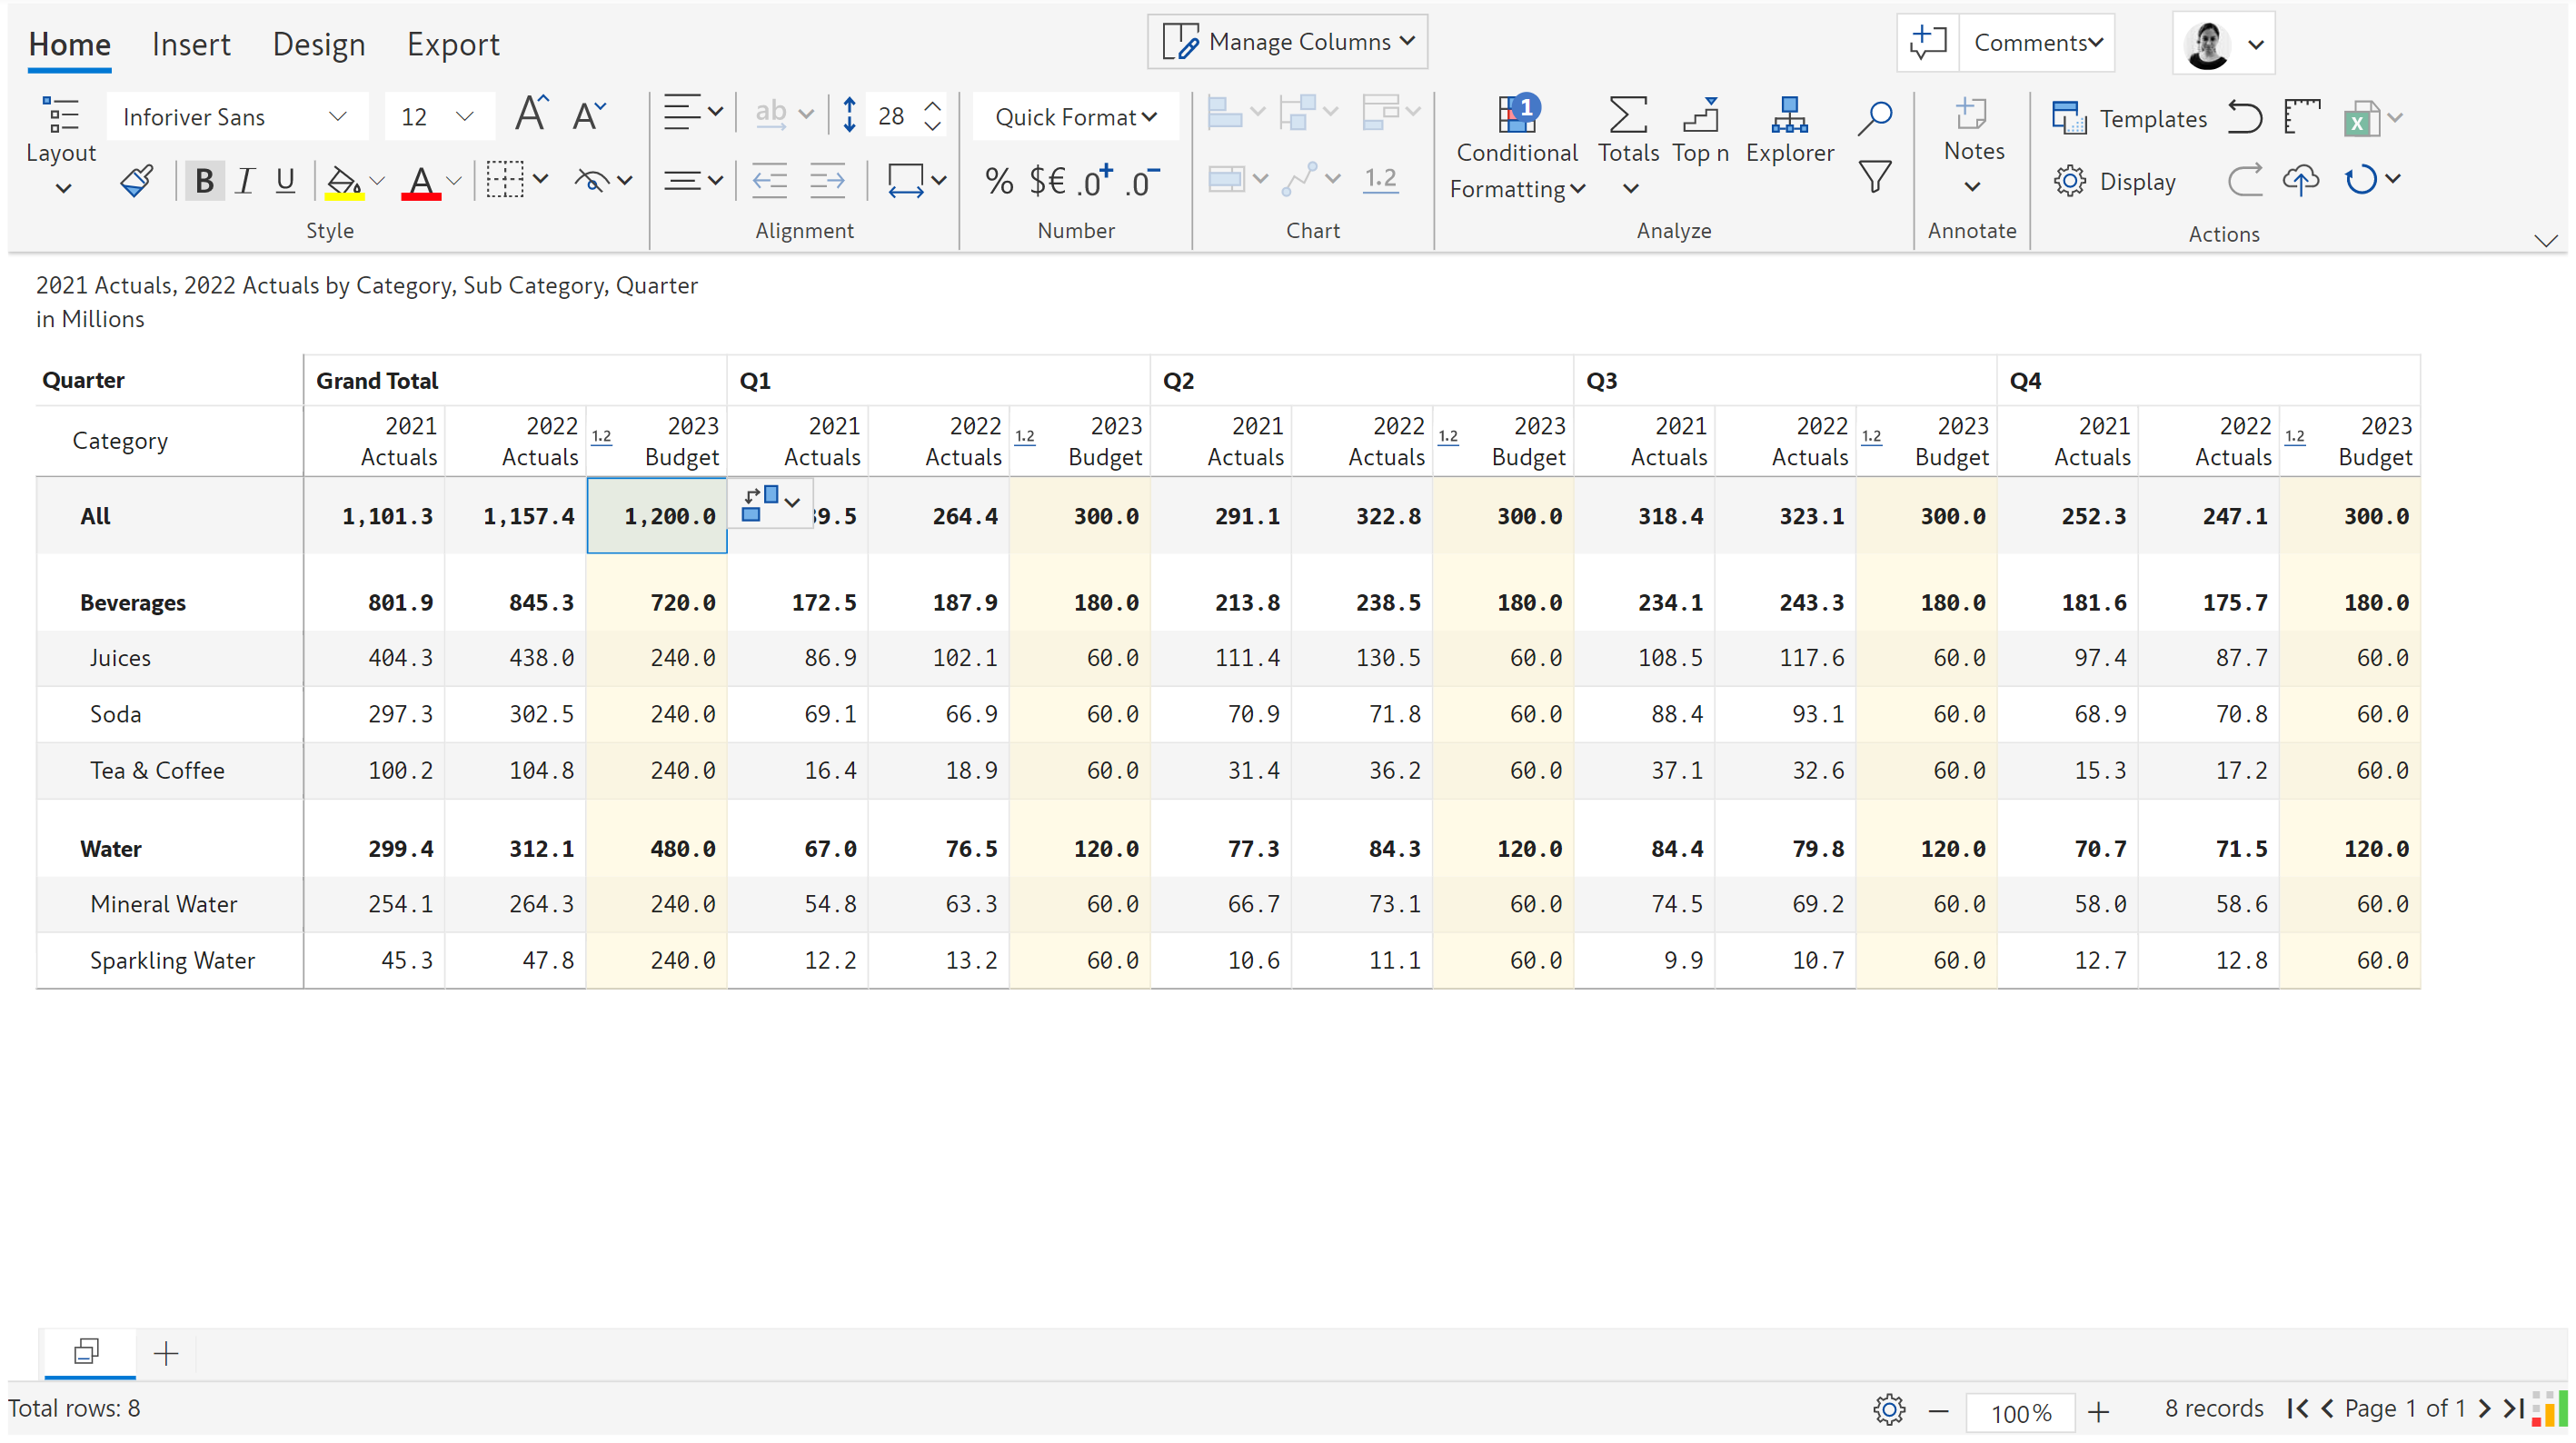 Home Insert Design Export Manage Columns Comments
Inforiver Sans 12 ab 28 Quick Format 1 Templates
Layout Conditional Formatting Totals Top n Explorer Notes
B I U A % $€ .0+ .0− 1.2 Display
Style Alignment Number Chart Analyze Annotate Actions
2021 Actuals, 2022 Actuals by Category, Sub Category, Quarter
in Millions
Quarter Grand Total Q1 Q2 Q3 Q4
Category 2021 Actuals 2022 Actuals 1.2 2023 Budget 2021 Actuals 2022 Actuals 1.2 2023 Budget 2021 Actuals 2022 Actuals 1.2 2023 Budget 2021 Actuals 2022 Actuals 1.2 2023 Budget 2021 Actuals 2022 Actuals 1.2 2023 Budget
All 1,101.3 1,157.4 1,200.0 9.5 264.4 300.0 291.1 322.8 300.0 318.4 323.1 300.0 252.3 247.1 300.0
Beverages 801.9 845.3 720.0 172.5 187.9 180.0 213.8 238.5 180.0 234.1 243.3 180.0 181.6 175.7 180.0
Juices 404.3 438.0 240.0 86.9 102.1 60.0 111.4 130.5 60.0 108.5 117.6 60.0 97.4 87.7 60.0
Soda 297.3 302.5 240.0 69.1 66.9 60.0 70.9 71.8 60.0 88.4 93.1 60.0 68.9 70.8 60.0
Tea & Coffee 100.2 104.8 240.0 16.4 18.9 60.0 31.4 36.2 60.0 37.1 32.6 60.0 15.3 17.2 60.0
Water 299.4 312.1 480.0 67.0 76.5 120.0 77.3 84.3 120.0 84.4 79.8 120.0 70.7 71.5 120.0
Mineral Water 254.1 264.3 240.0 54.8 63.3 60.0 66.7 73.1 60.0 74.5 69.2 60.0 58.0 58.6 60.0
Sparkling Water 45.3 47.8 240.0 12.2 13.2 60.0 10.6 11.1 60.0 9.9 10.7 60.0 12.7 12.8 60.0
Total rows: 8 100% 8 records Page 1 of 1